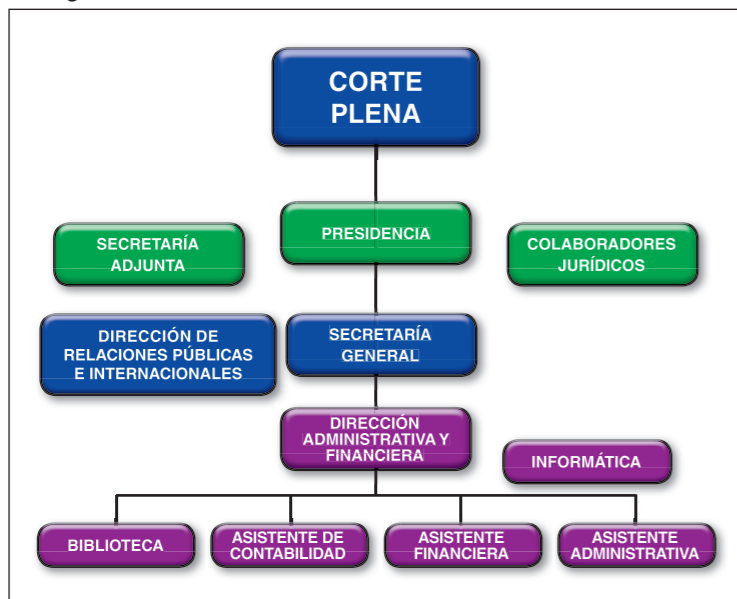 CORTE
PLENA
PRESIDENCIA
SECRETARÍA
ADJUNTA
COLABORADORES
JURÍDICOS
DIRECCIÓN DE
RELACIONES PÚBLICAS
E INTERNACIONALES
SECRETARÍA
GENERAL
DIRECCIÓN
ADMINISTRATIVA Y
FINANCIERA
INFORMÁTICA
BIBLIOTECA
ASISTENTE DE
CONTABILIDAD
ASISTENTE
FINANCIERA
ASISTENTE
ADMINISTRATIVA